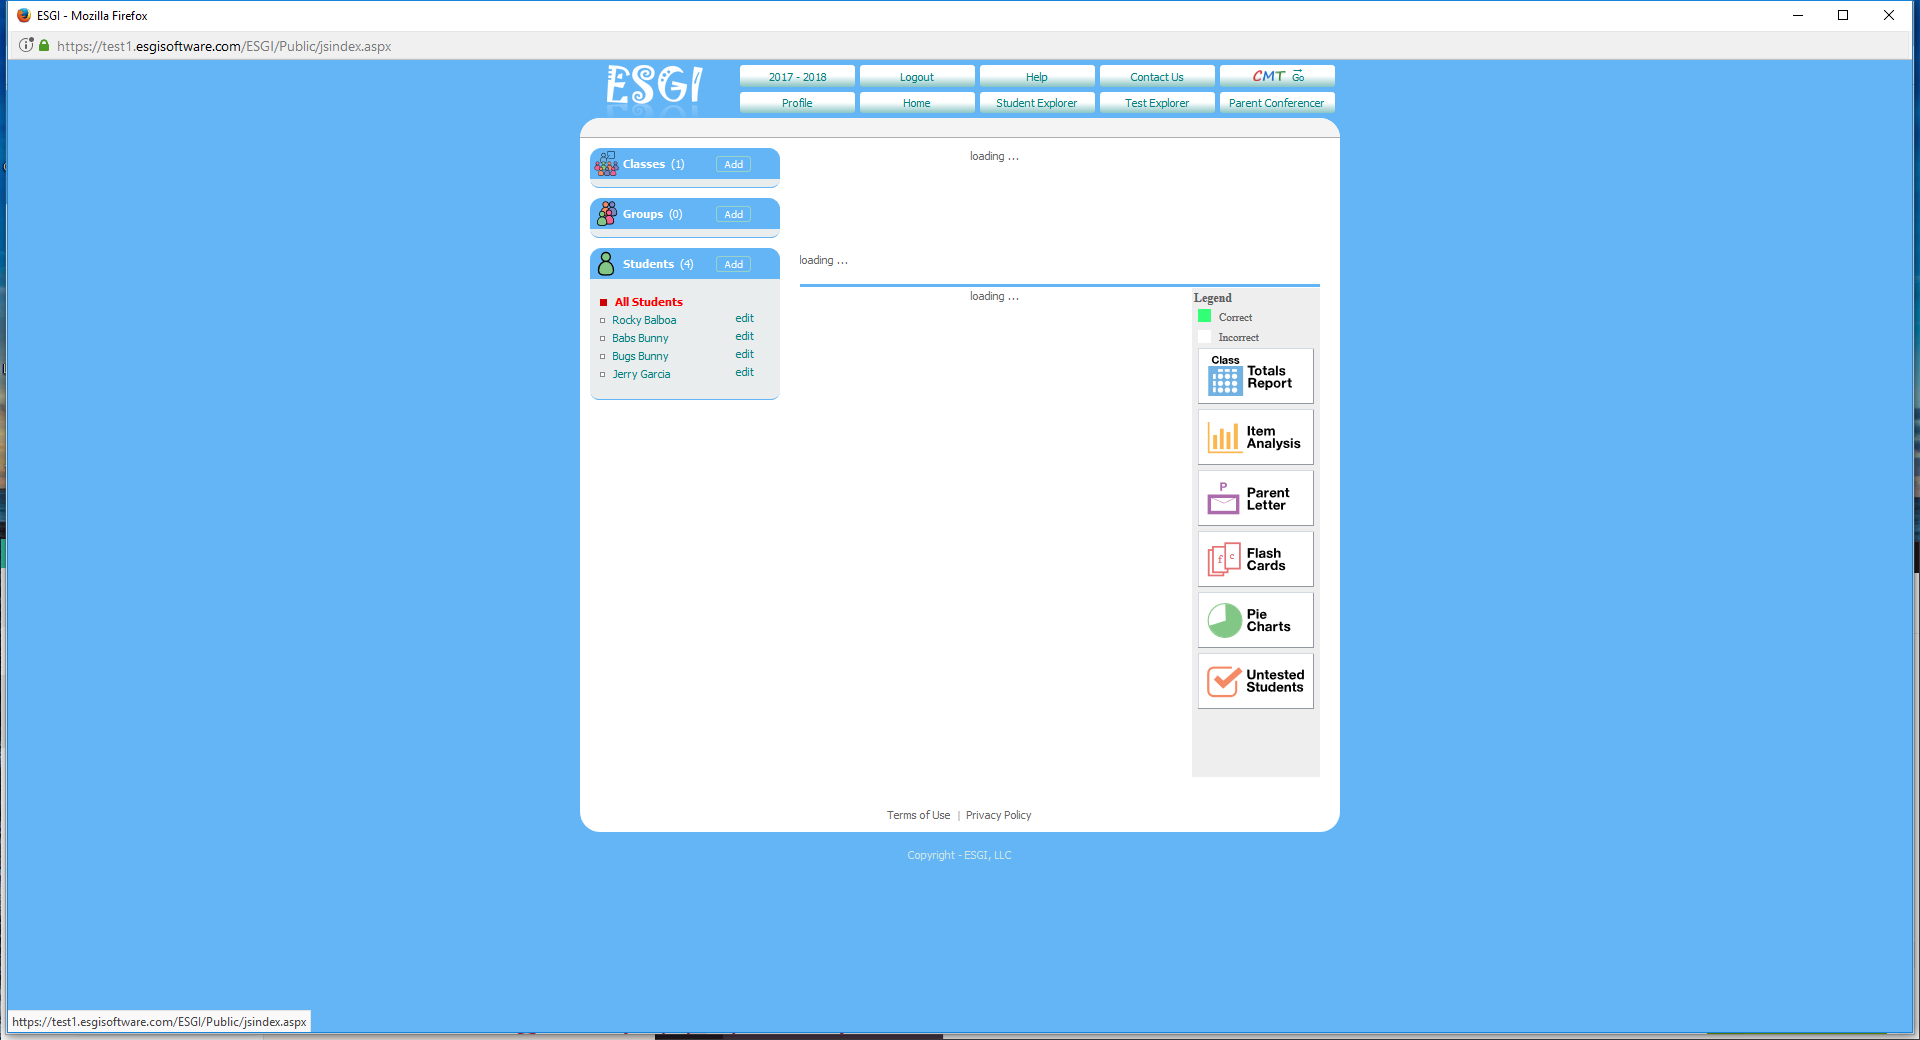 ESGI - Mozilla Firefox
https://test1.esgisoftware.com/ESGI/Public/jsindex.aspx
ESGI
2017 - 2018
Logout
Help
Contact Us
CMT Go
Profile
Home
Student Explorer
Test Explorer
Parent Conferencer
Classes (1)
Add
Groups (0)
Add
Students (4)
Add
All Students
Rocky Balboa edit
Babs Bunny edit
Bugs Bunny edit
Jerry Garcia edit
loading ...
loading ...
loading ...
Legend
Correct
Incorrect
Class
Totals
Report
Item
Analysis
P
Parent
Letter
f c
Flash
Cards
Pie
Charts
Untested
Students
Terms of Use | Privacy Policy
Copyright - ESGI, LLC
https://test1.esgisoftware.com/ESGI/Public/jsindex.aspx